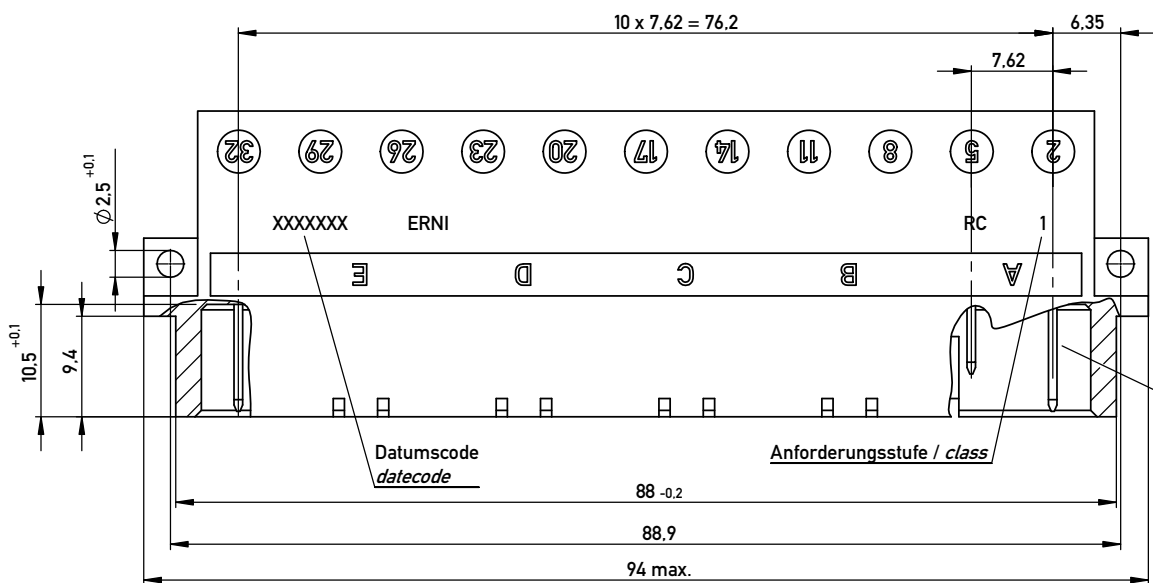 10 x 7,62 = 76,2
6,35
7,62
32 29 26 23 20 17 14 11 8 5 2
Ø 2,5 +0,1
XXXXXXX ERNI RC 1
E D C B A
10,5 +0,1
9,4
Datumscode
datecode
Anforderungsstufe / class
88 -0,2
88,9
94 max.